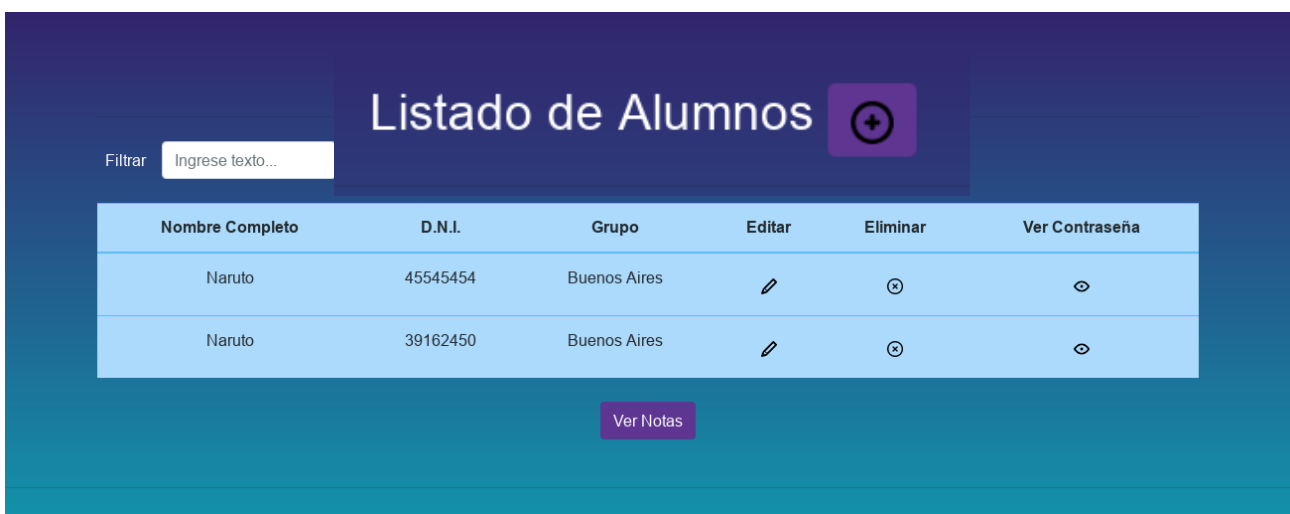 Listado de Alumnos
Filtrar Ingrese texto...
Nombre Completo D.N.I. Grupo Editar Eliminar Ver Contraseña
Naruto 45545454 Buenos Aires
Naruto 39162450 Buenos Aires
Ver Notas